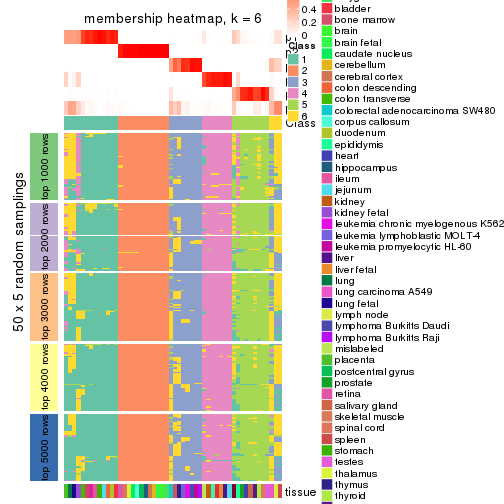 membership heatmap, k = 6
0.4
0.2
0
Class
1
2
3
4
5
6
Class
50 x 5 random samplings
top 1000 rows
top 2000 rows
top 3000 rows
top 4000 rows
top 5000 rows
tissue
bladder
bone marrow
brain
brain fetal
caudate nucleus
cerebellum
cerebral cortex
colon descending
colon transverse
colorectal adenocarcinoma SW480
corpus callosum
duodenum
epididymis
heart
hippocampus
ileum
jejunum
kidney
kidney fetal
leukemia chronic myelogenous K562
leukemia lymphoblastic MOLT-4
leukemia promyelocytic HL-60
liver
liver fetal
lung
lung carcinoma A549
lung fetal
lymph node
lymphoma Burkitts Daudi
lymphoma Burkitts Raji
mislabeled
placenta
postcentral gyrus
prostate
retina
salivary gland
skeletal muscle
spinal cord
spleen
stomach
testes
thalamus
thymus
thyroid